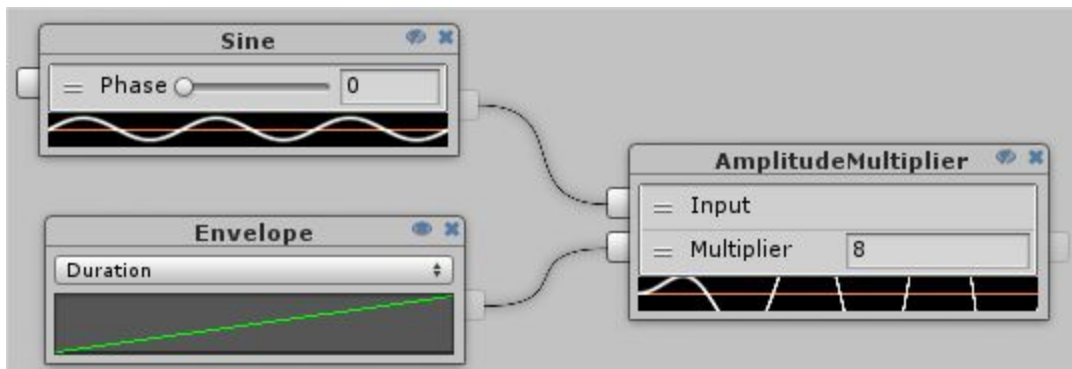 Sine
Phase 0
Envelope
Duration
AmplitudeMultiplier
Input
Multiplier 8